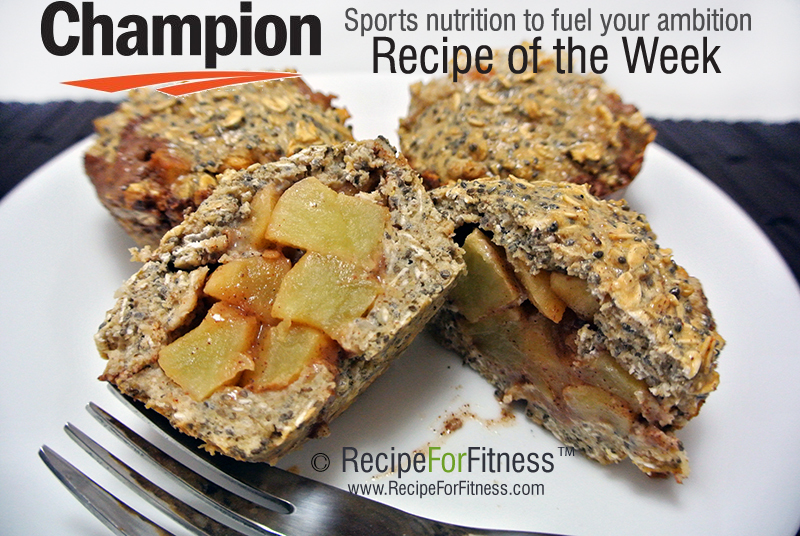 Champion
Sports nutrition to fuel your ambition
Recipe of the Week
© RecipeForFitness™
www.RecipeForFitness.com